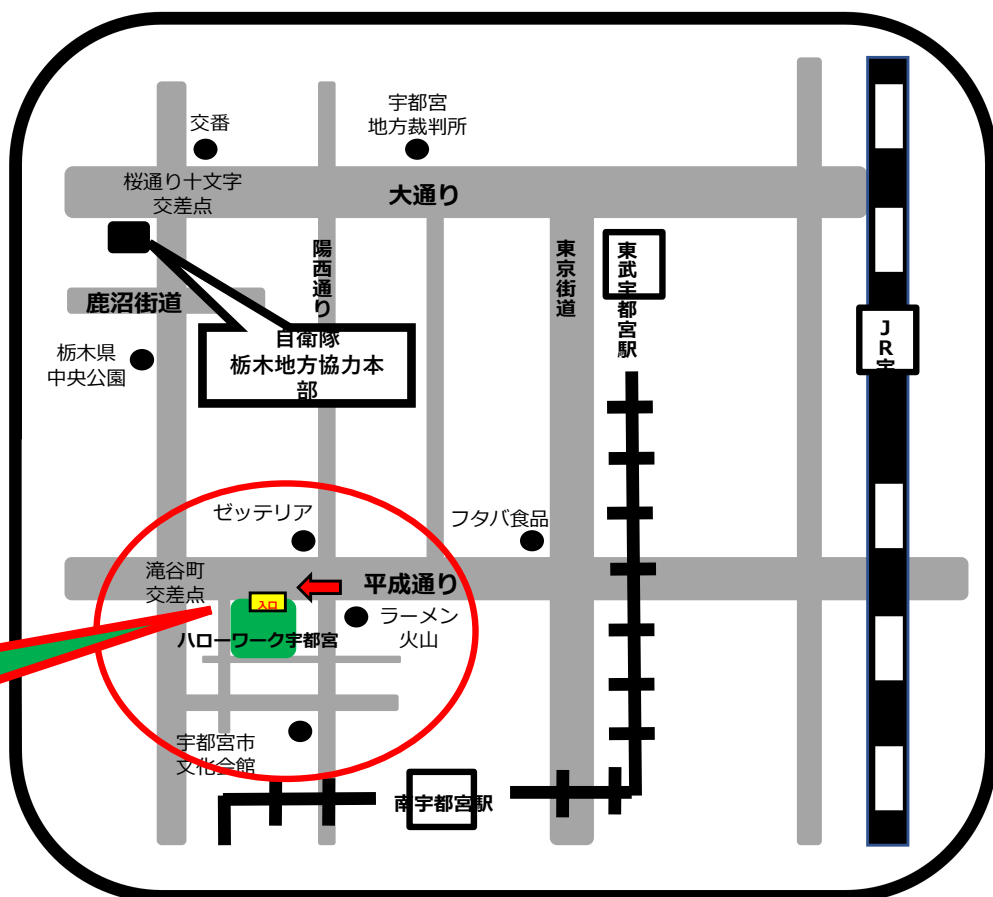 宇都宮
地方裁判所
交番
桜通り十文字
交差点
大通り
陽西通り
東京街道
東武宇都宮駅
鹿沼街道
JR宇
自衛隊
栃木地方協力本
部
栃木県
中央公園
ゼッテリア
フタバ食品
滝谷町
交差点
平成通り
入口
ラーメン
火山
ハローワーク宇都宮
宇都宮市
文化会館
南宇都宮駅